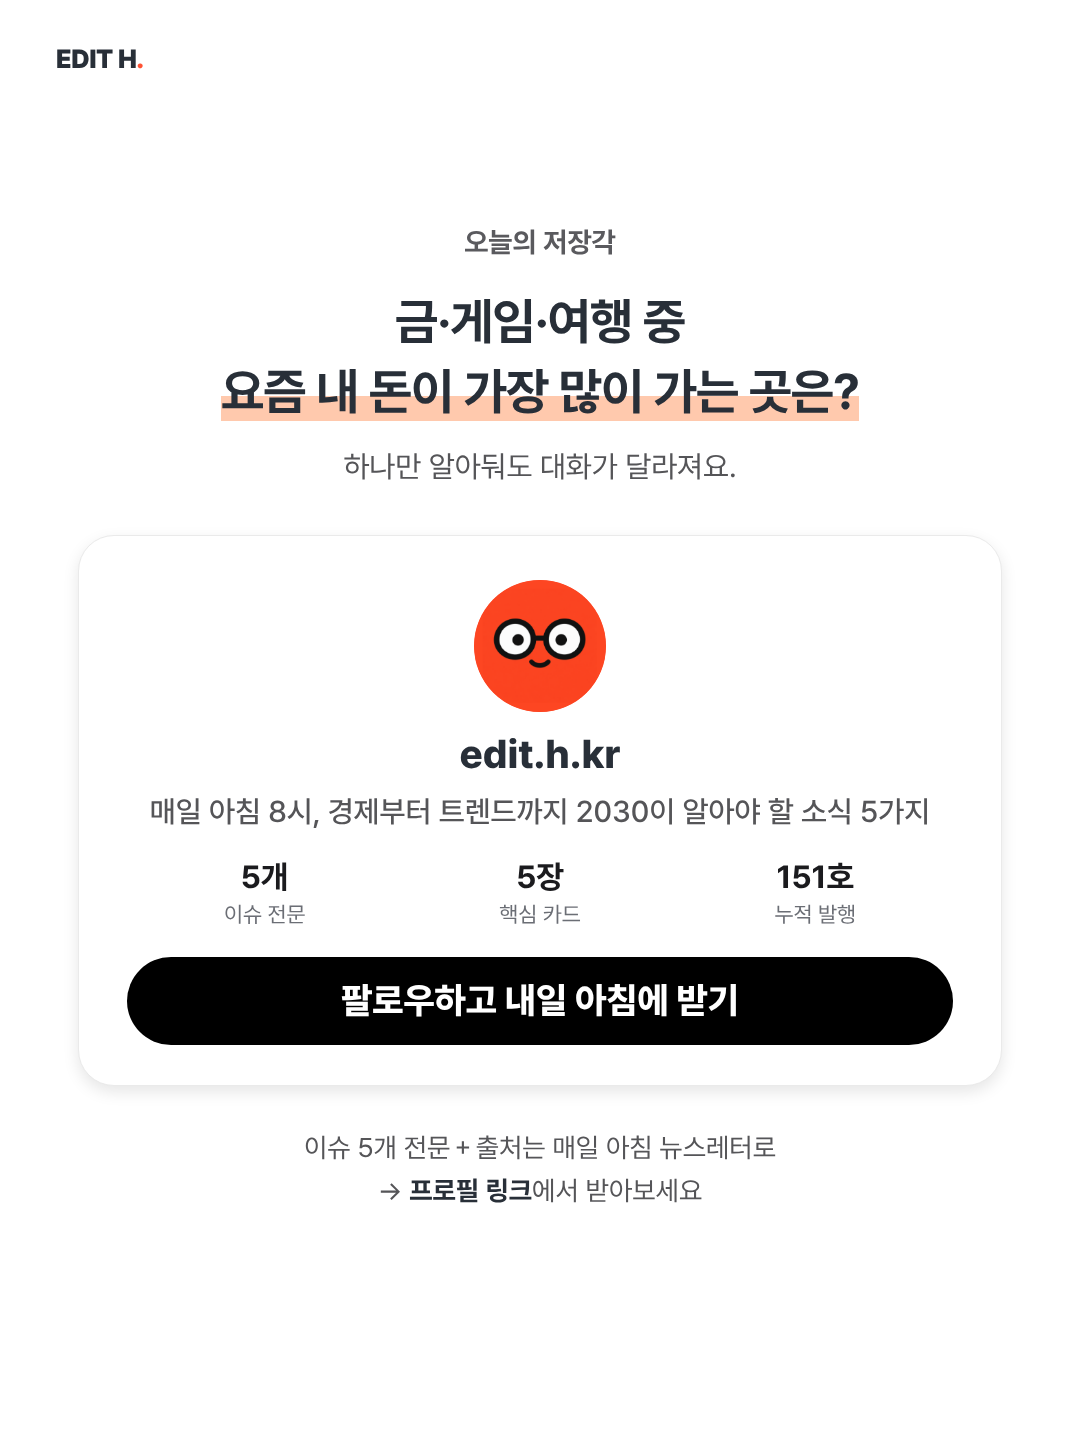 EDIT H.
오늘의 저장각
금·게임·여행 중
요즘 내 돈이 가장 많이 가는 곳은?
하나만 알아둬도 대화가 달라져요.
edit.h.kr
매일 아침 8시, 경제부터 트렌드까지 2030이 알아야 할 소식 5가지
5개
이슈 전문
5장
핵심 카드
151호
누적 발행
팔로우하고 내일 아침에 받기
이슈 5개 전문 + 출처는 매일 아침 뉴스레터로
→ 프로필 링크에서 받아보세요